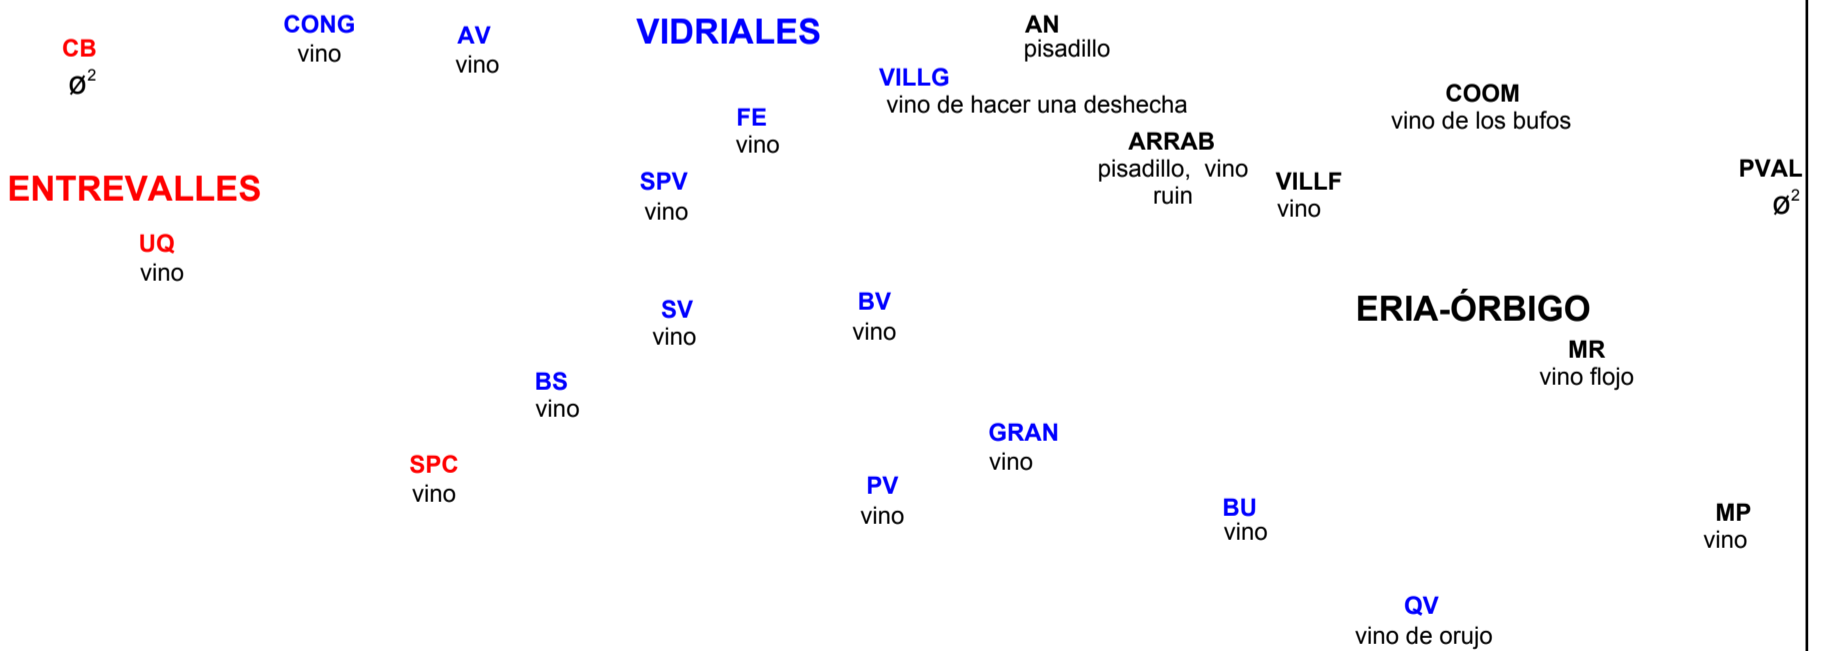 CONG
vino
AV
vino
VIDRIALES
AN
pisadillo
CB
Ø²
VILLG
vino de hacer una deshecha
COOM
vino de los bufos
FE
vino
ARRAB
pisadillo, vino
ruin
VILLF
vino
PVAL
Ø²
ENTREVALLES
SPV
vino
UQ
vino
SV
vino
BV
vino
ERIA-ÓRBIGO
MR
vino flojo
BS
vino
GRAN
vino
SPC
vino
PV
vino
BU
vino
MP
vino
QV
vino de orujo